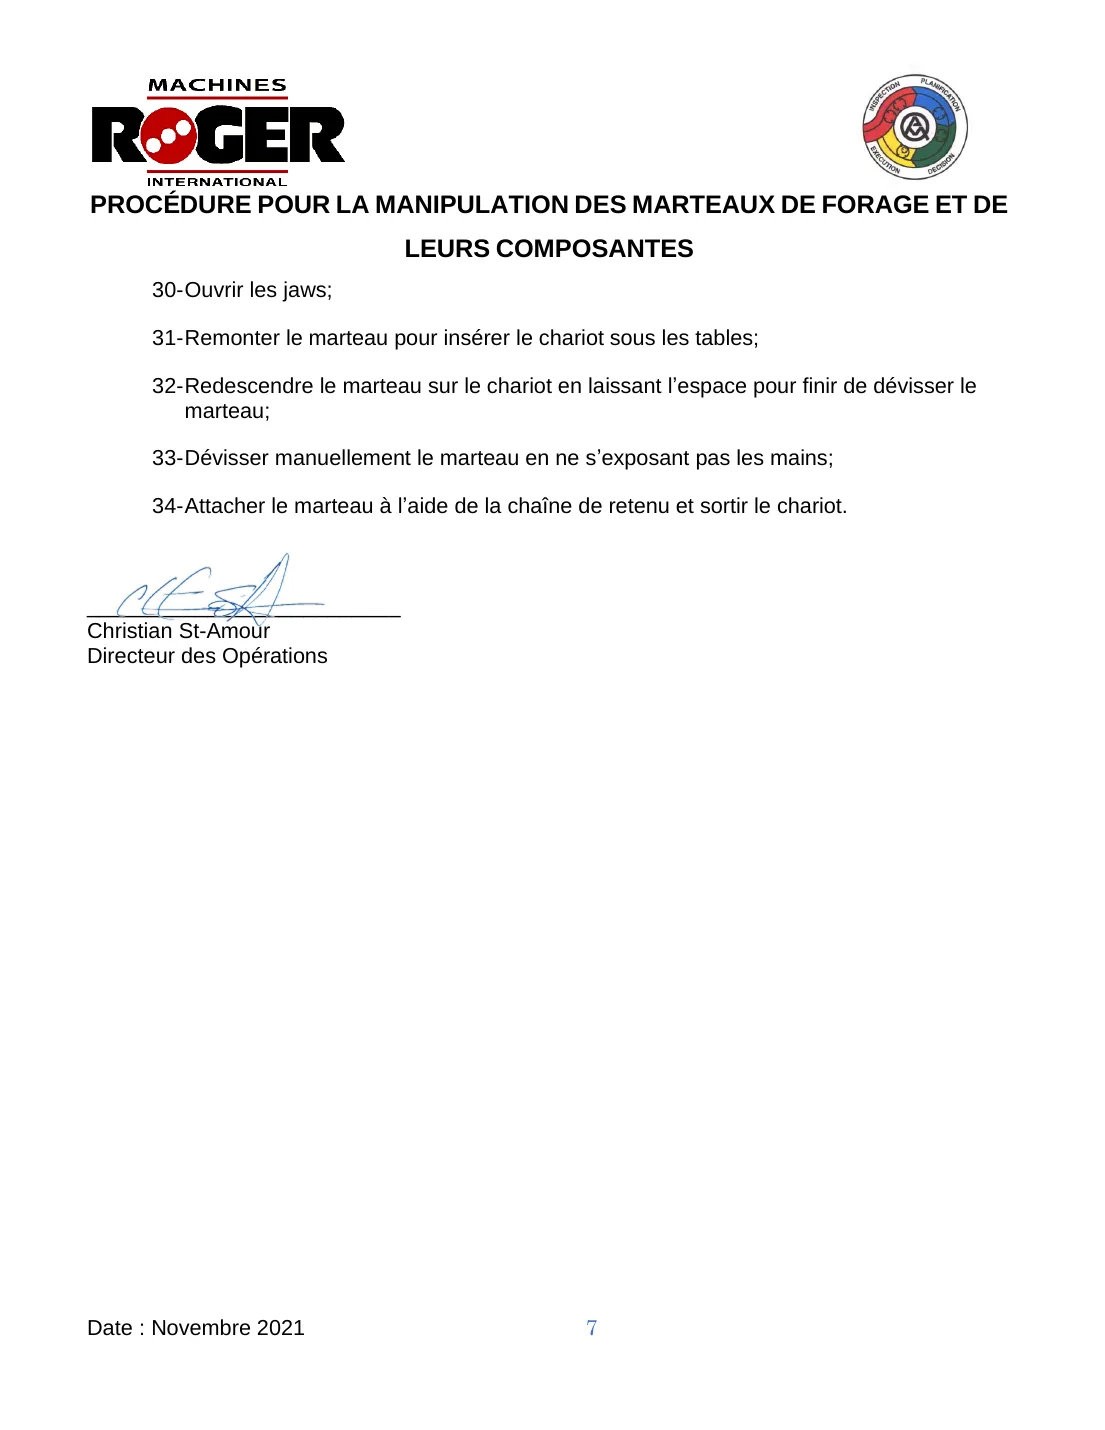 MACHINES
ROGER
INTERNATIONAL
INSPECTION
PLANIFICATION
EXECUTION
DECISION
PROCÉDURE POUR LA MANIPULATION DES MARTEAUX DE FORAGE ET DE
LEURS COMPOSANTES
30-Ouvrir les jaws;
31-Remonter le marteau pour insérer le chariot sous les tables;
32-Redescendre le marteau sur le chariot en laissant l’espace pour finir de dévisser le
marteau;
33-Dévisser manuellement le marteau en ne s’exposant pas les mains;
34-Attacher le marteau à l’aide de la chaîne de retenu et sortir le chariot.
Christian St-Amour
Directeur des Opérations
Date : Novembre 2021 7